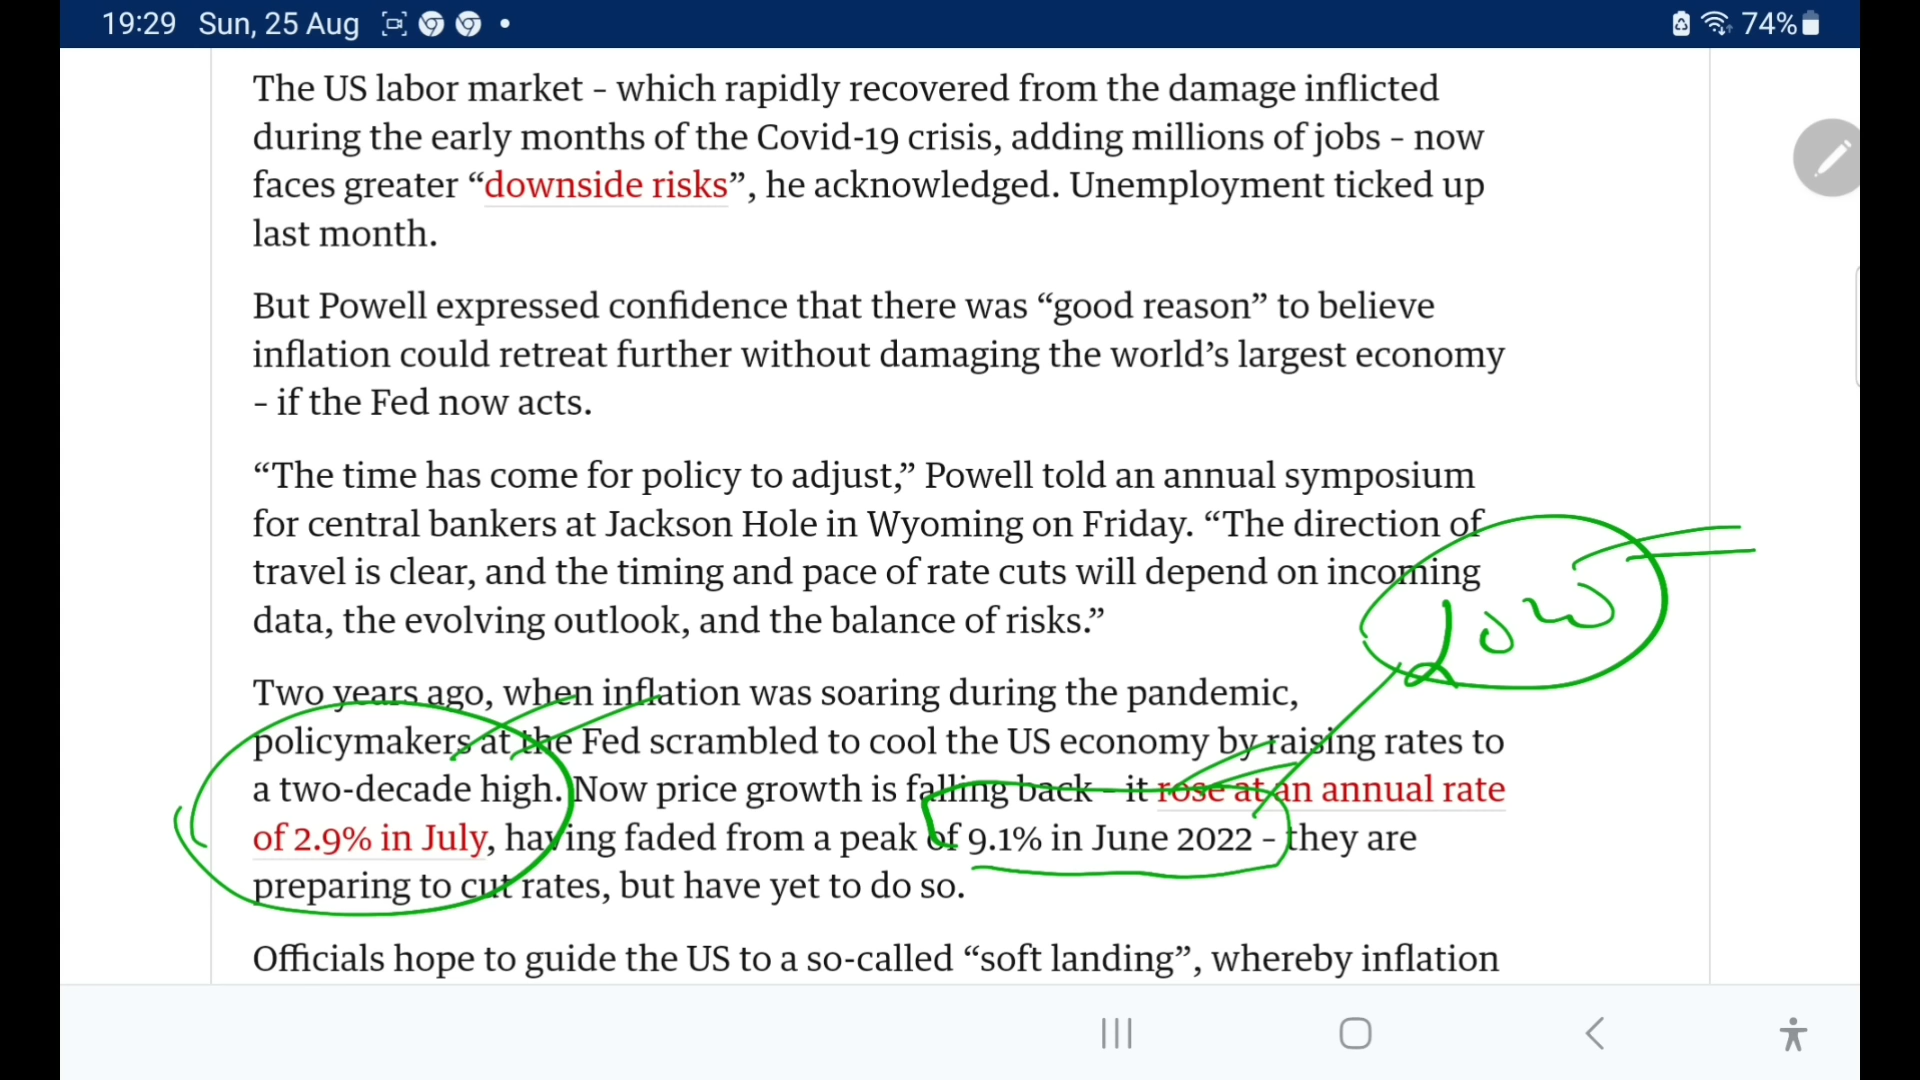 19:29 Sun, 25 Aug 74%
The US labor market - which rapidly recovered from the damage inflicted
during the early months of the Covid-19 crisis, adding millions of jobs - now
faces greater “downside risks”, he acknowledged. Unemployment ticked up
last month.
But Powell expressed confidence that there was “good reason” to believe
inflation could retreat further without damaging the world’s largest economy
- if the Fed now acts.
“The time has come for policy to adjust,” Powell told an annual symposium
for central bankers at Jackson Hole in Wyoming on Friday. “The direction of
travel is clear, and the timing and pace of rate cuts will depend on incoming
data, the evolving outlook, and the balance of risks.”
low
Two years ago, when inflation was soaring during the pandemic,
policymakers at the Fed scrambled to cool the US economy by raising rates to
a two-decade high. Now price growth is falling back - it rose at an annual rate
of 2.9% in July, having faded from a peak of 9.1% in June 2022 - they are
preparing to cut rates, but have yet to do so.
Officials hope to guide the US to a so-called “soft landing”, whereby inflation